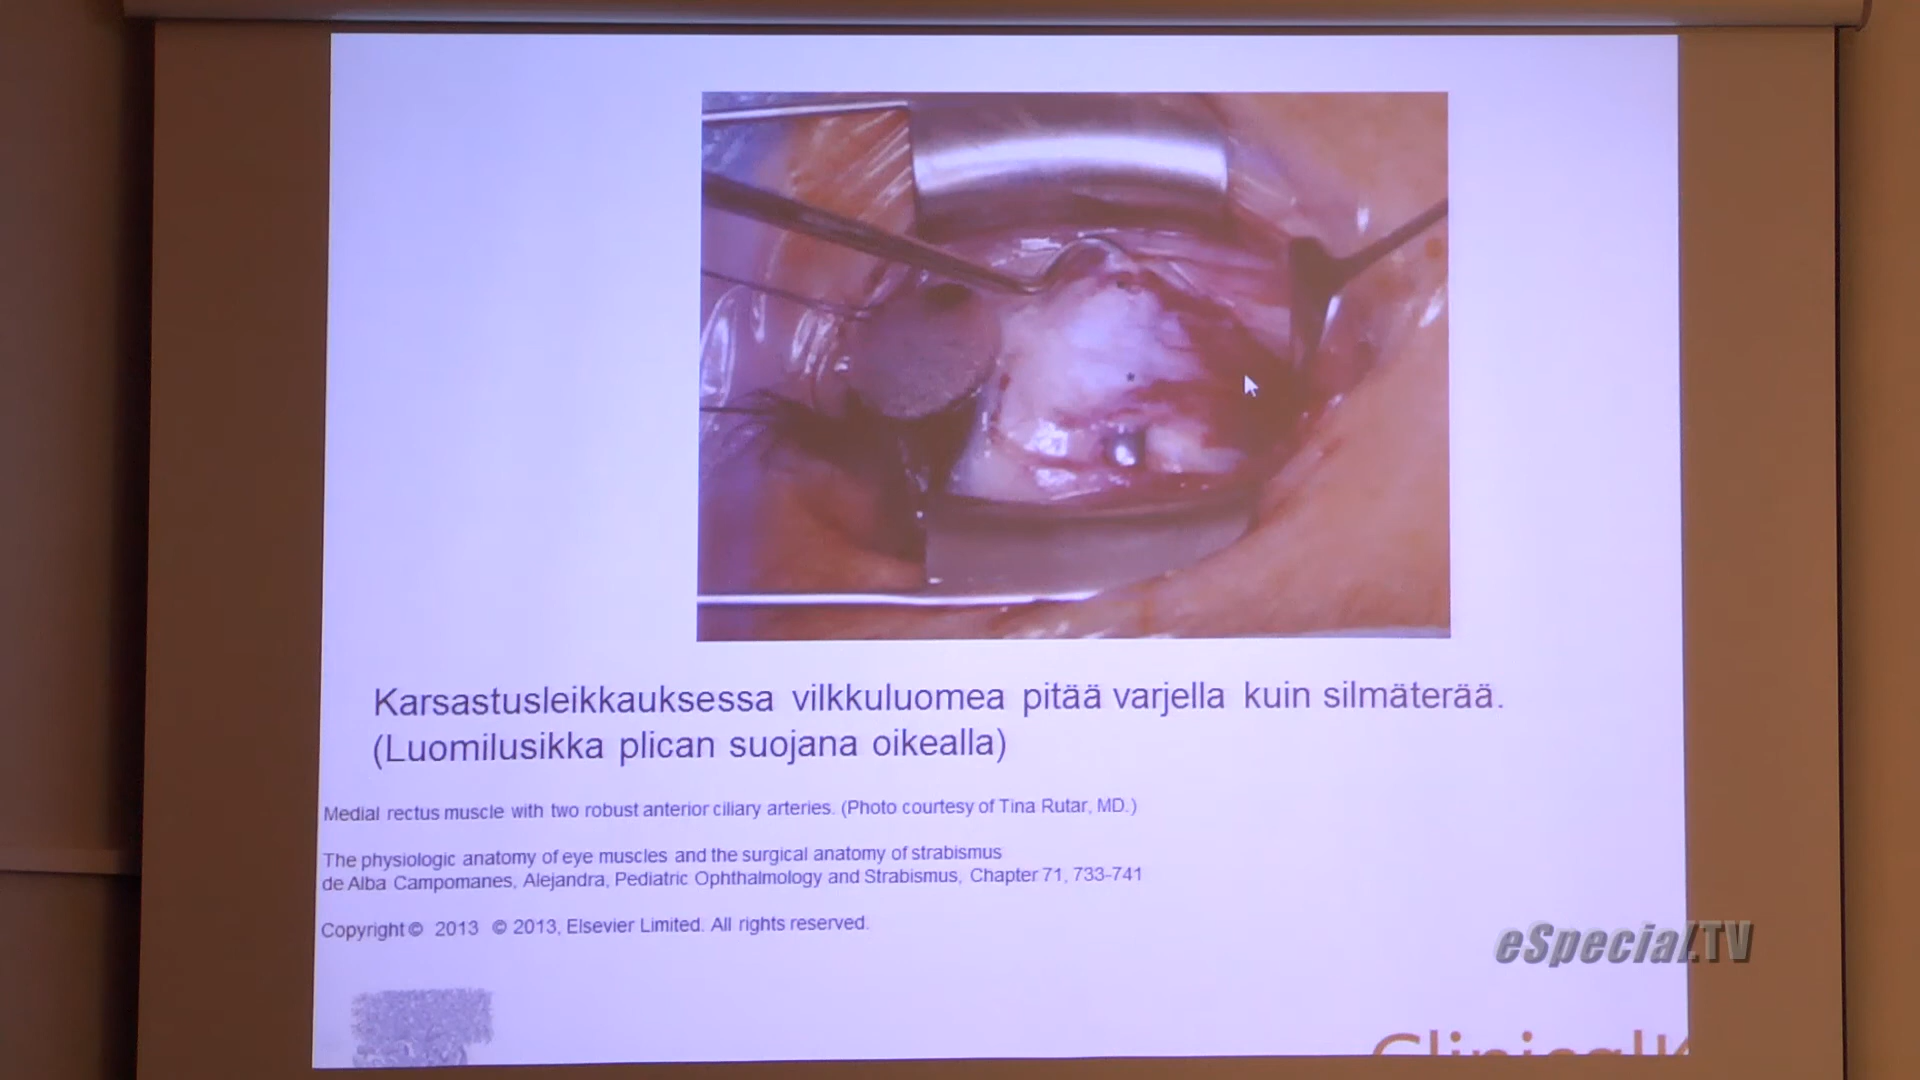 Karsastusleikkauksessa vilkkuluomea pitää varjella kuin silmäterää.
(Luomilusikka plican suojana oikealla)
Medial rectus muscle with two robust anterior ciliary arteries. (Photo courtesy of Tina Rutar, MD.)
The physiologic anatomy of eye muscles and the surgical anatomy of strabismus
de Alba Campomanes, Alejandra, Pediatric Ophthalmology and Strabismus, Chapter 71, 733-741
Copyright © 2013 © 2013, Elsevier Limited. All rights reserved.
eSpecial.TV